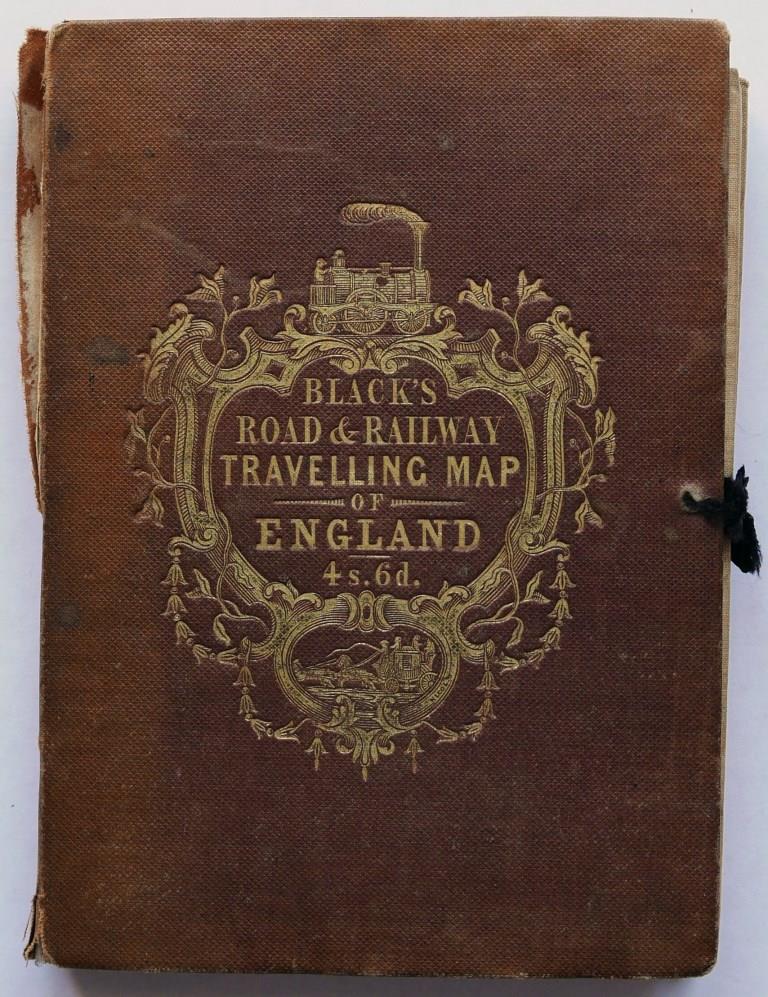 BLACK'S
ROAD & RAILWAY
TRAVELLING MAP
OF
ENGLAND
4s.6d.